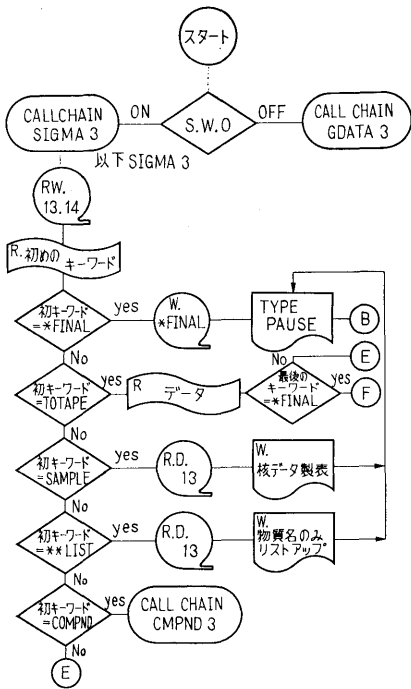 スタート
CALLCHAIN
SIGMA 3
ON
S.W.O
OFF
CALL CHAIN
GDATA 3
以下 SIGMA 3
RW.
13.14
R. 初めの
キーワード
初キーワード
=*FINAL
yes
W.
*FINAL
TYPE
PAUSE
B
No
No
E
初キーワード
=TOTAPE
yes
R
データ
最後の
キーワード
=*FINAL
yes
F
No
初キーワード
=SAMPLE
yes
R.D.
13
W.
核データ製表
No
初キーワード
=**LIST
yes
R.D.
13
W.
物質名のみ
リストアップ
No
初キーワード
=COMPND
yes
CALL CHAIN
CMPND 3
No
E